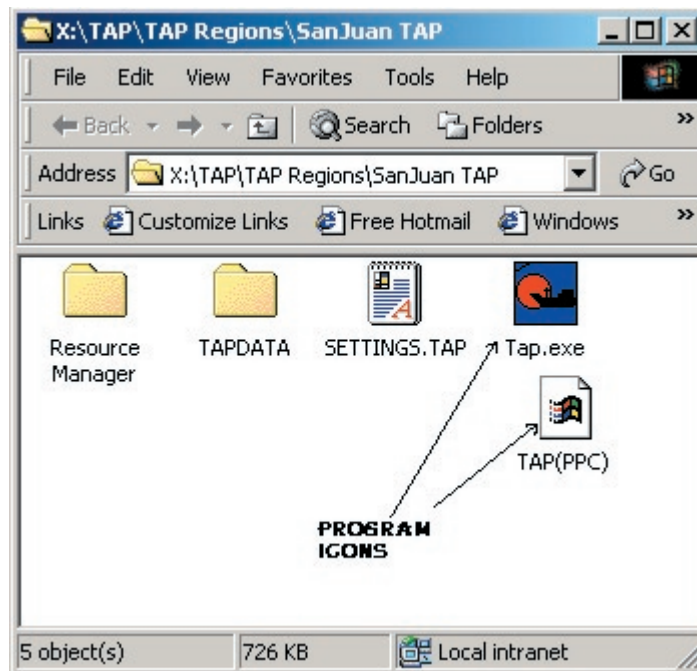 X:\TAP\TAP Regions\SanJuan TAP
File Edit View Favorites Tools Help
Back Search Folders »
Address X:\TAP\TAP Regions\SanJuan TAP Go
Links Customize Links Free Hotmail Windows »
Resource Manager
TAPDATA
SETTINGS.TAP
Tap.exe
TAP(PPC)
PROGRAM
ICONS
5 object(s) 726 KB Local intranet